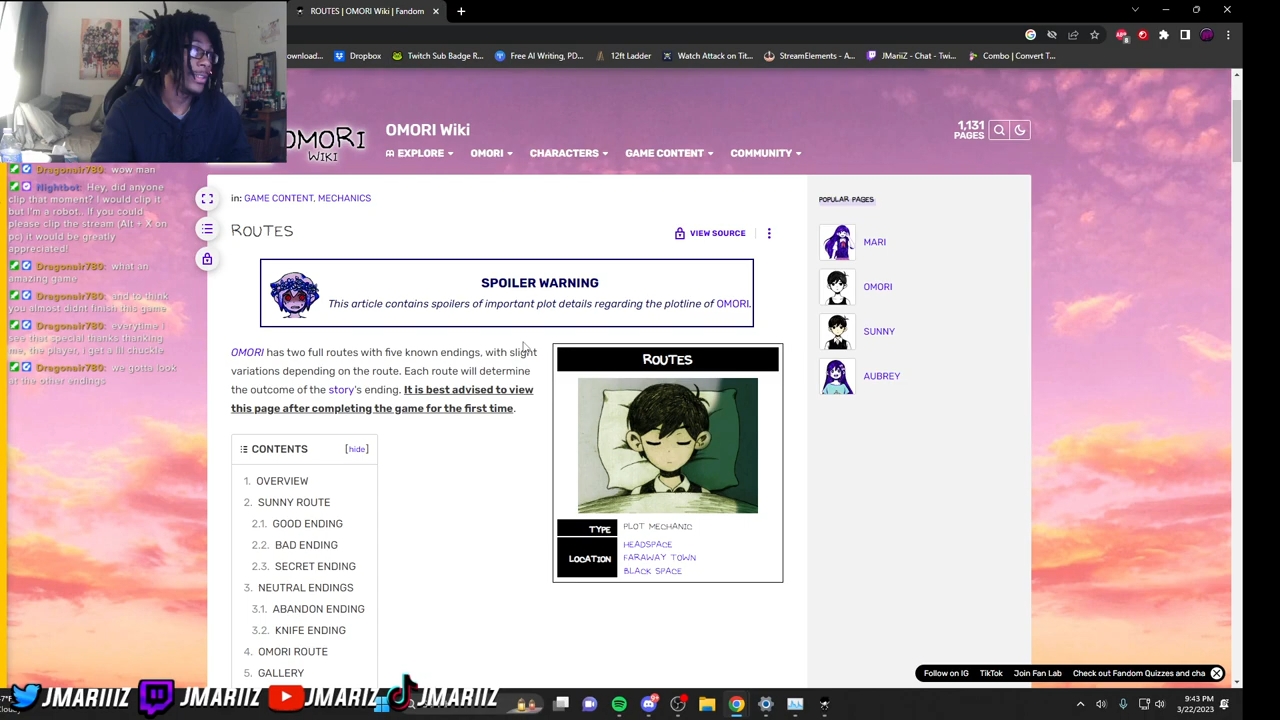 ROUTES | OMORI Wiki | Fandom
ownload...
Dropbox
Twitch Sub Badge R...
Free AI Writing, PD...
12ft Ladder
Watch Attack on Tit...
StreamElements - A...
JMariiZ - Chat - Twi...
Combo (Convert T...
OMORI
WIKI
OMORI Wiki
1,131
PAGES
EXPLORE
OMORI
CHARACTERS
GAME CONTENT
COMMUNITY
Dragonair780: wow man
Nightbot: Hey, did anyone
clip that moment? I would clip it
but I'm a robot.. If you could
please clip the stream (Alt + X on
pc) it would be greatly
appreciated!
Dragonair780: what an
amazing game
Dragonair780: and to think
you almost didnt finish this game
Dragonair780: everytime i
see that special thanks thanking
me, the player, I get a lil chuckle
Dragonair780: we gotta look
at the other endings
in: GAME CONTENT, MECHANICS
ROUTES
VIEW SOURCE
SPOILER WARNING
This article contains spoilers of important plot details regarding the plotline of OMORI.
OMORI has two full routes with five known endings, with slight
variations depending on the route. Each route will determine
the outcome of the story's ending. It is best advised to view
this page after completing the game for the first time.
CONTENTS [hide]
1. OVERVIEW
2. SUNNY ROUTE
2.1. GOOD ENDING
2.2. BAD ENDING
2.3. SECRET ENDING
3. NEUTRAL ENDINGS
3.1. ABANDON ENDING
3.2. KNIFE ENDING
4. OMORI ROUTE
5. GALLERY
ROUTES
TYPE PLOT MECHANIC
LOCATION
HEADSPACE
FARAWAY TOWN
BLACK SPACE
POPULAR PAGES
MARI
OMORI
SUNNY
AUBREY
Follow on IG
TikTok
Join Fan Lab
Check out Fandom Quizzes and cha
JMARIIZ
JMARIIZ
JMARIIZ
JMARIIZ
9:43 PM
3/22/2023